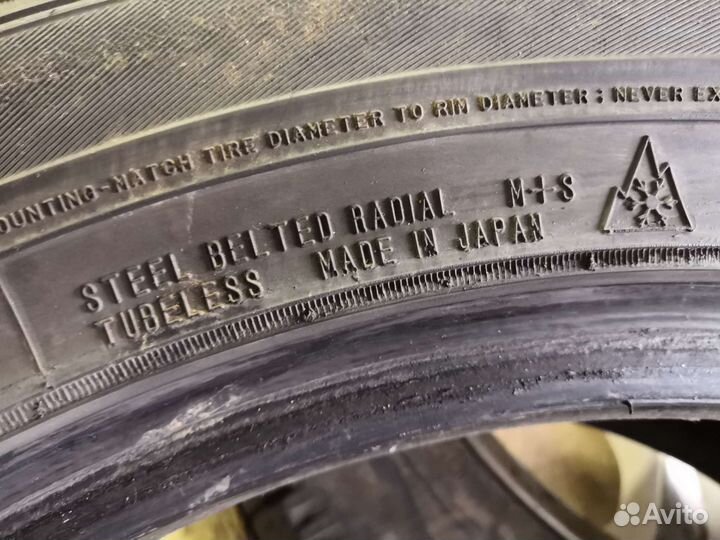 OUNTING-MATCH TIRE DIAMETER TO RIM DIAMETER : NEVER EX
STEEL BELTED RADIAL M+S
TUBELESS MADE IN JAPAN
Avito